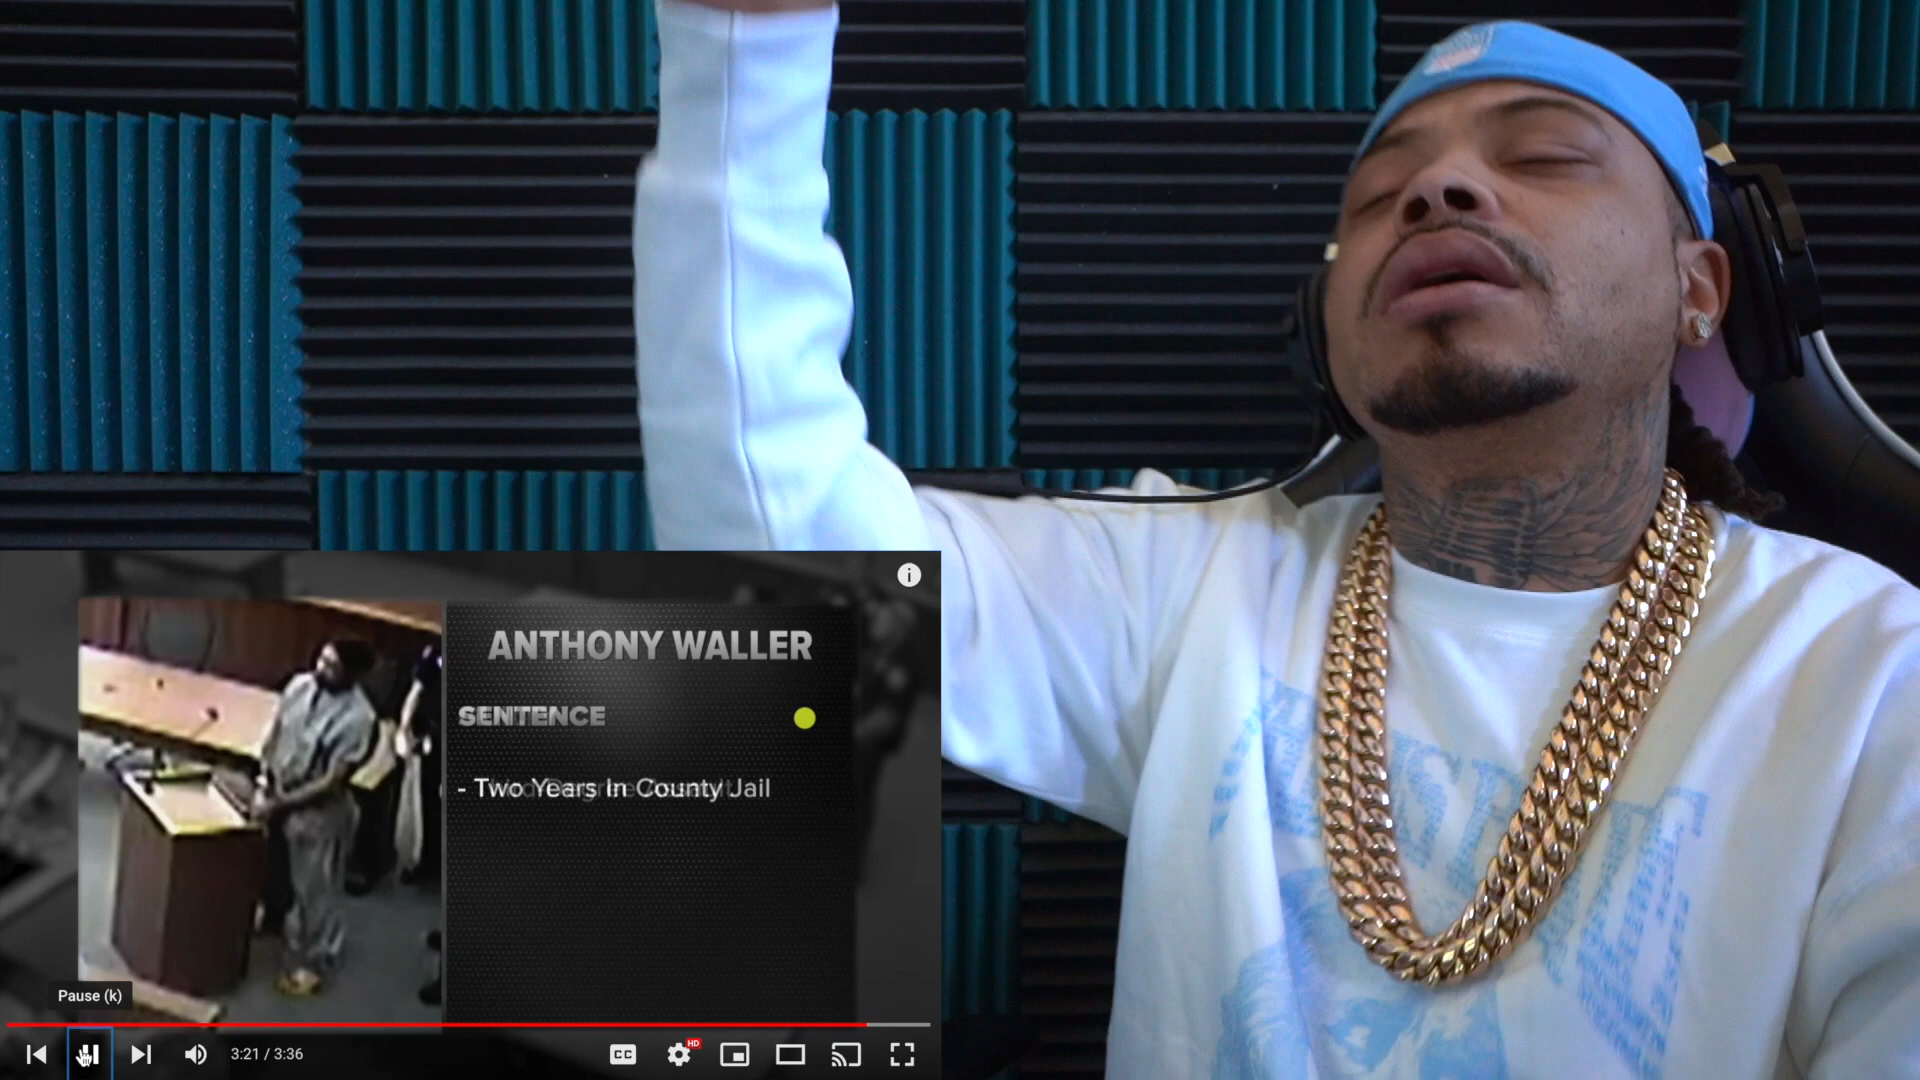 ANTHONY WALLER
SENTENCE
- Two Years In County Jail
Pause (k)
3:21 / 3:36
CC
HD